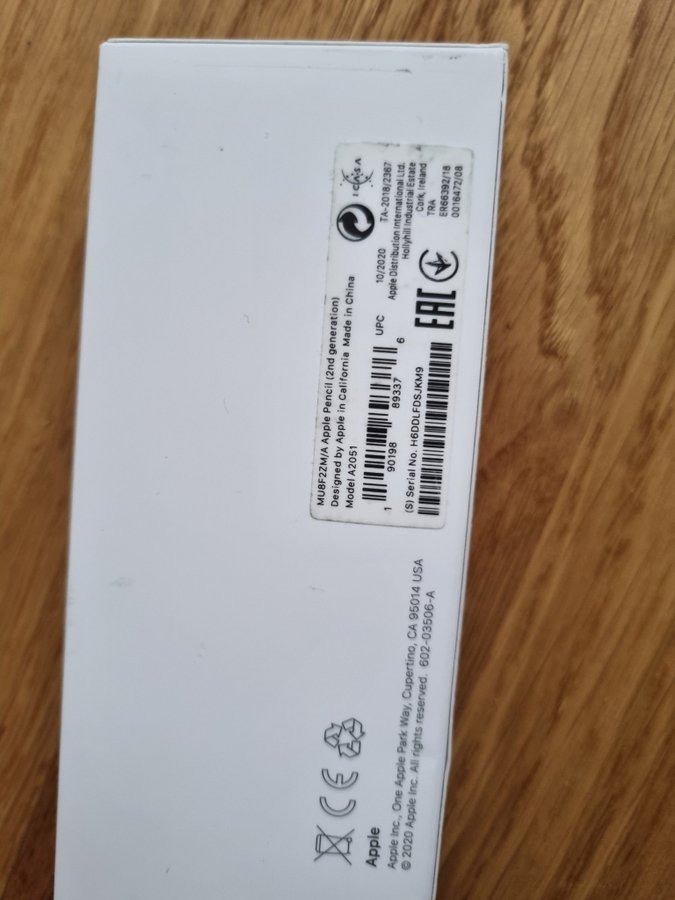 MU8F2ZM/A Apple Pencil (2nd generation)
Designed by Apple in California Made in China
Model A2051
1 90198 89337 6
UPC
10/2020
(S) Serial No. H6DDLFDSJKM9
ICASA
TA-2018/2367
Apple Distribution International Ltd.
Hollyhill Industrial Estate
Cork, Ireland
TRA
ER66392/18
0016472/08
EAC
CE
Apple
Apple Inc., One Apple Park Way, Cupertino, CA 95014 USA
© 2020 Apple Inc. All rights reserved. 602-03506-A